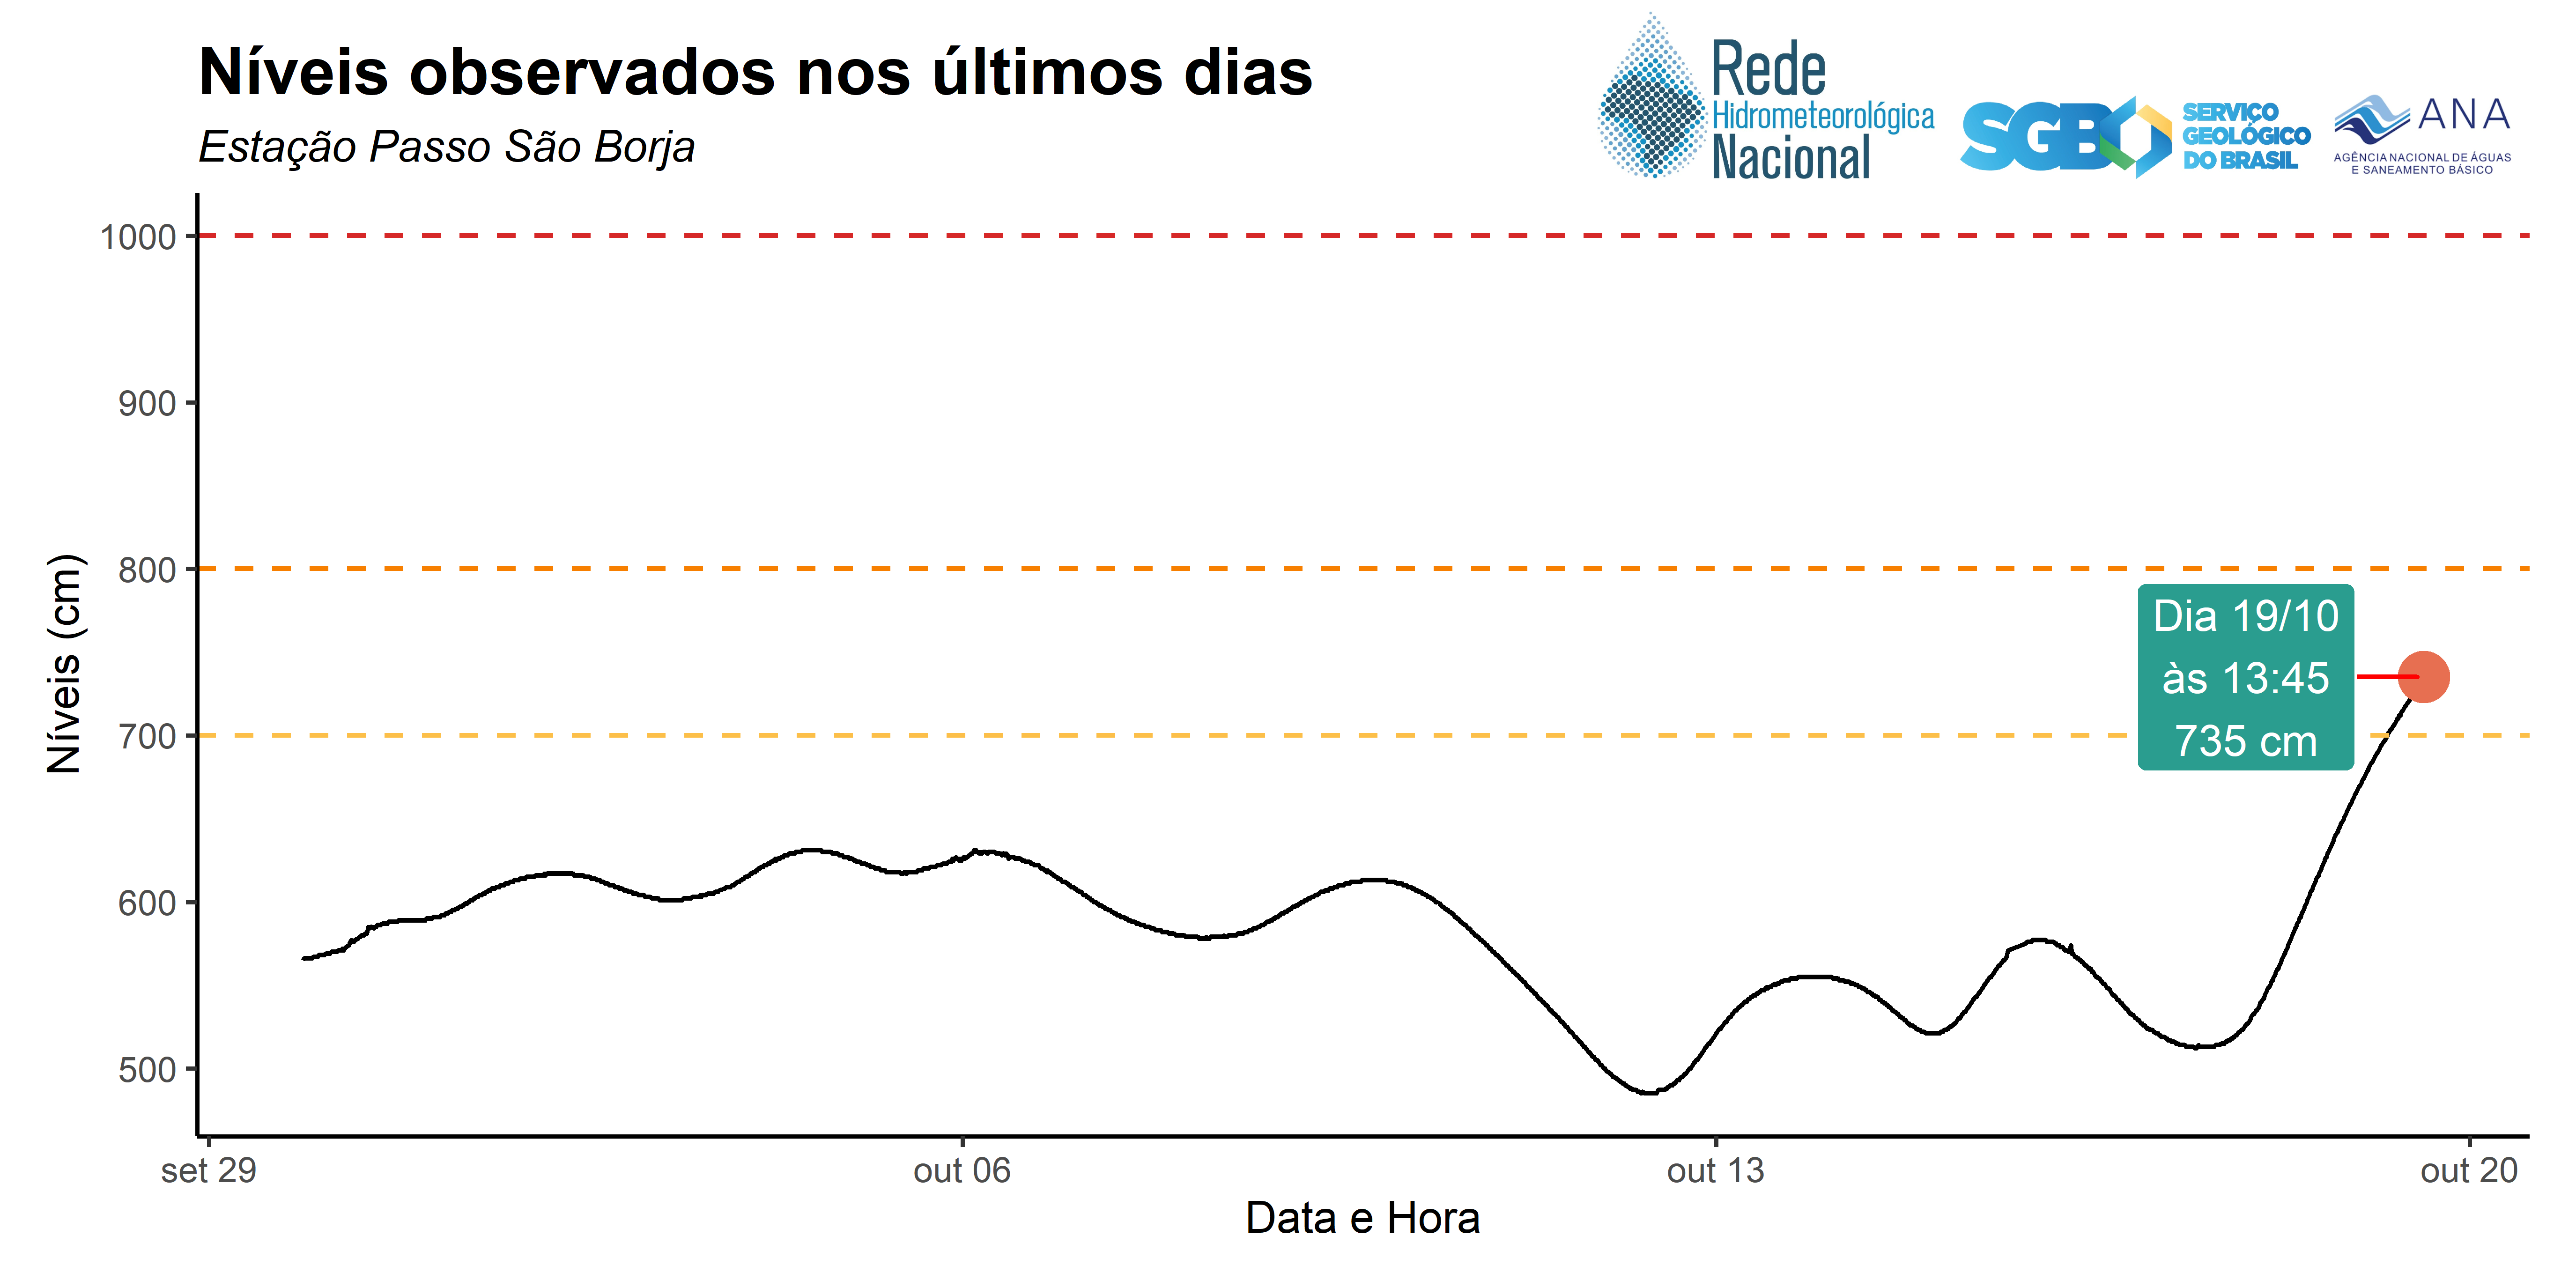 Níveis observados nos últimos dias
Estação Passo São Borja
Rede
Hidrometeorológica
Nacional
SGB
SERVIÇO
GEOLÓGICO
DO BRASIL
ANA
AGÊNCIA NACIONAL DE ÁGUAS
E SANEAMENTO BÁSICO
Níveis (cm)
1000
900
800
700
600
500
Dia 19/10
às 13:45
735 cm
set 29
out 06
out 13
out 20
Data e Hora